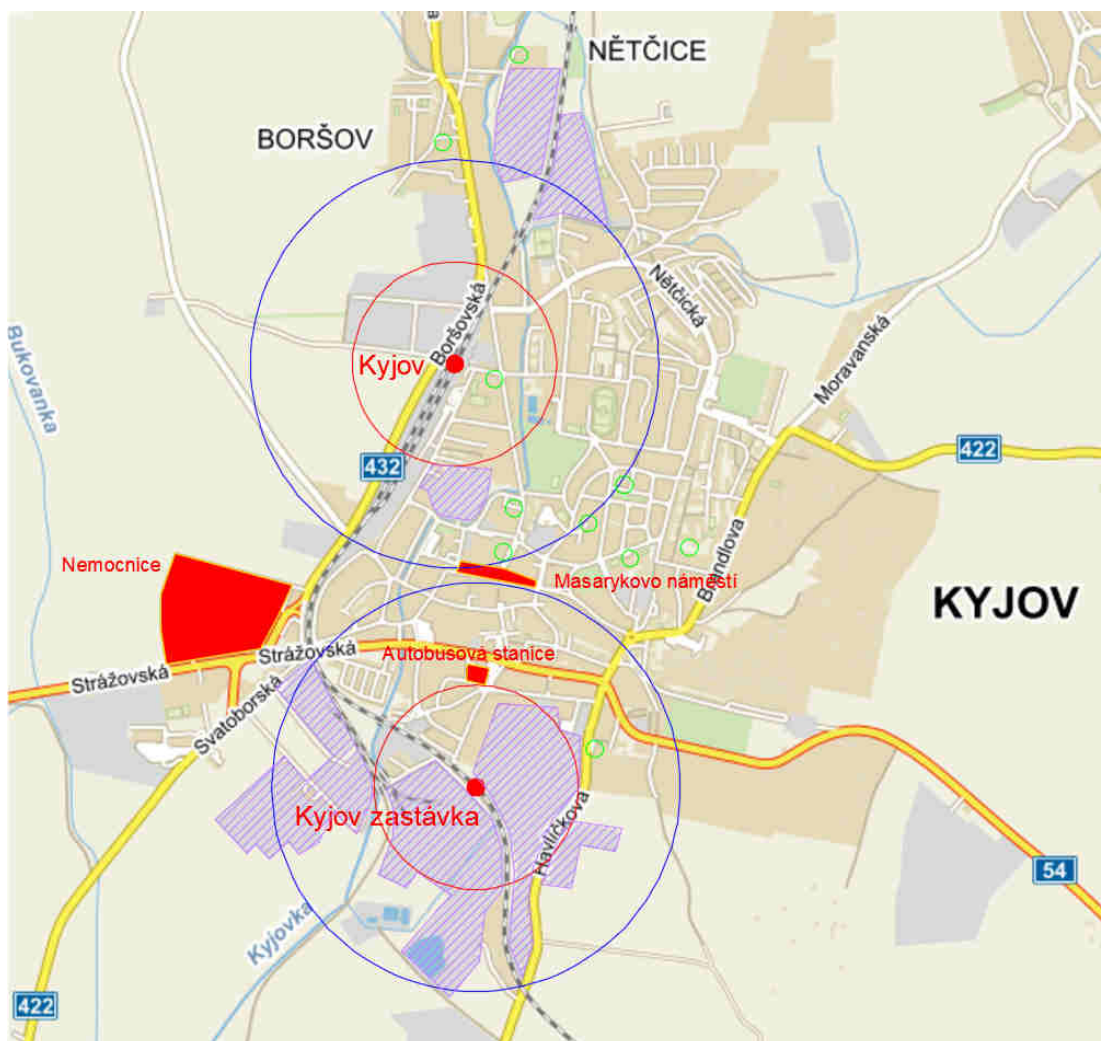 NĚTČICE
BORŠOV
Nětčická
Boršovská
Moravanská
Bukovanka
Kyjov
422
432
Brandlova
Nemocnice
Masarykovo náměstí
KYJOV
Strážovská
Autobusová stanice
Strážovská
Svatoborská
Kyjov zastávka
Havlíčkova
54
Kyjovka
422